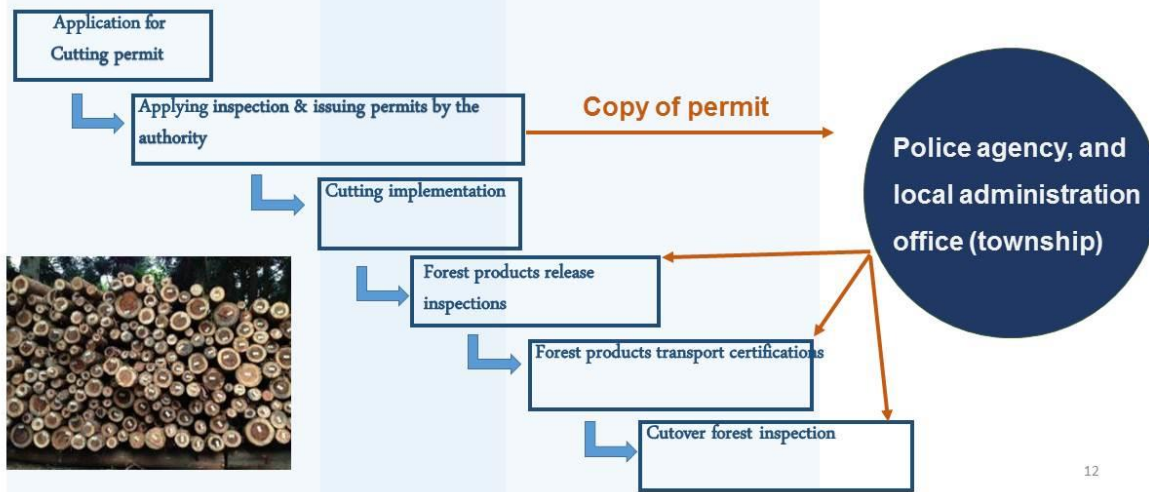 Application for
Cutting permit
Applying inspection & issuing permits by the
authority
Copy of permit
Police agency, and
local administration
office (township)
Cutting implementation
Forest products release
inspections
Forest products transport certifications
Cutover forest inspection
12